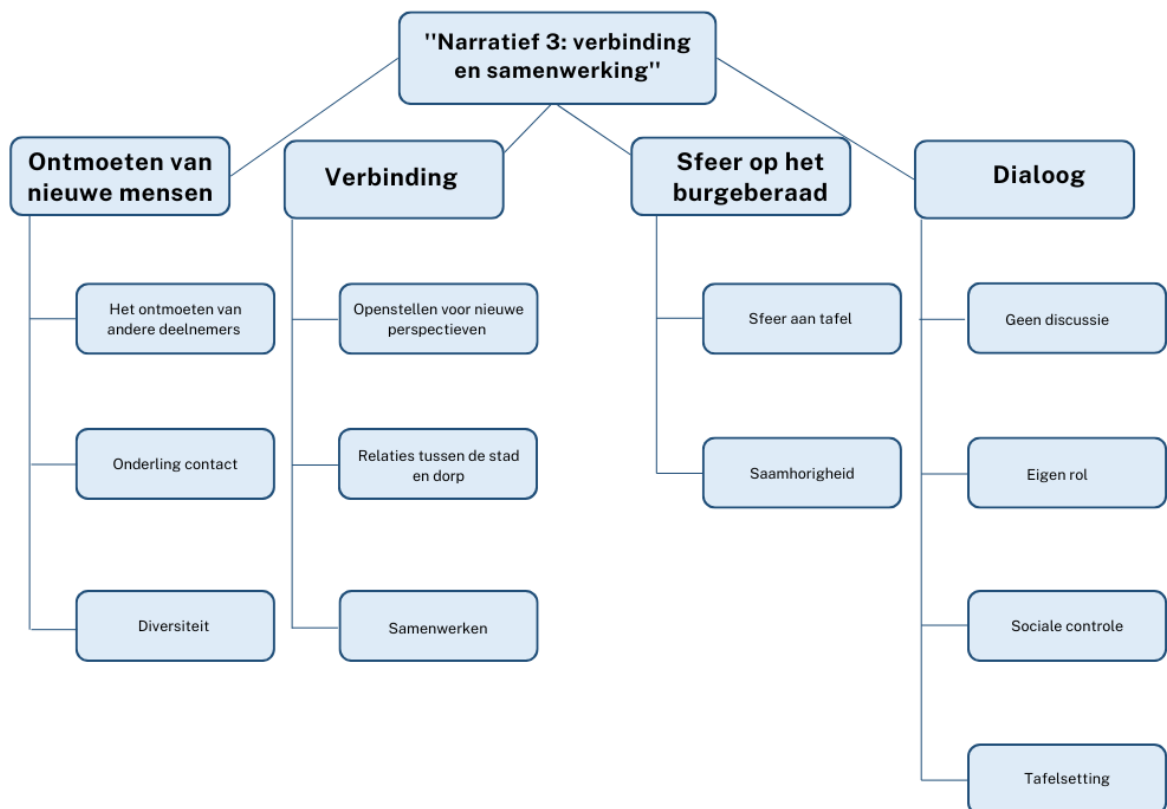 "Narratief 3: verbinding
en samenwerking"
Ontmoeten van
nieuwe mensen
Verbinding
Sfeer op het
burgeberaad
Dialoog
Het ontmoeten van
andere deelnemers
Openstellen voor nieuwe
perspectieven
Sfeer aan tafel
Geen discussie
Onderling contact
Relaties tussen de stad
en dorp
Saamhorigheid
Eigen rol
Diversiteit
Samenwerken
Sociale controle
Tafelsetting